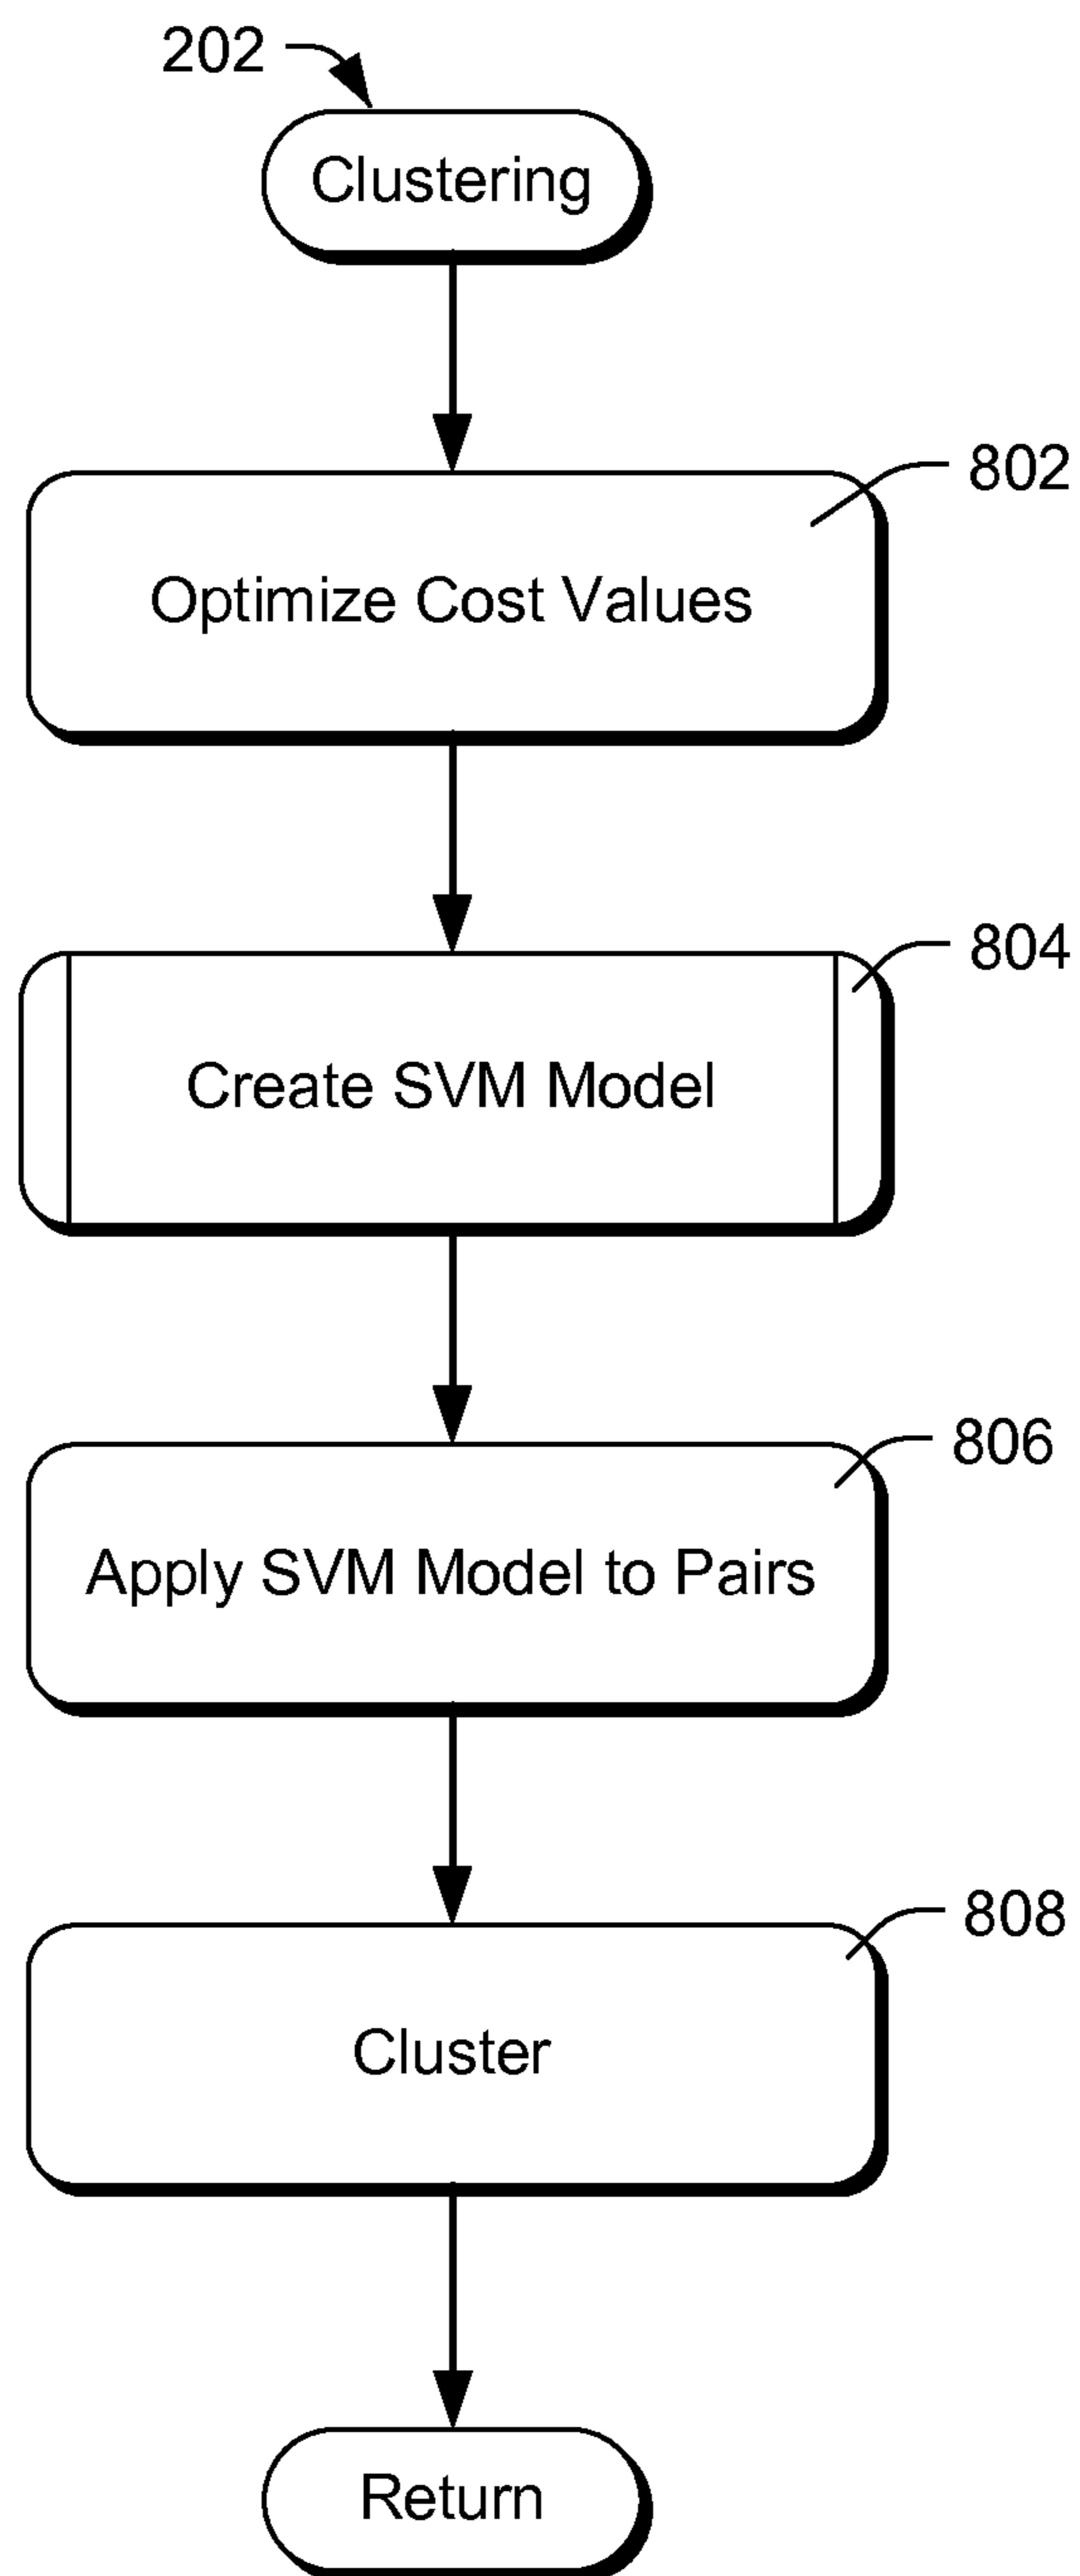 202
Clustering
802
Optimize Cost Values
804
Create SVM Model
806
Apply SVM Model to Pairs
808
Cluster
Return